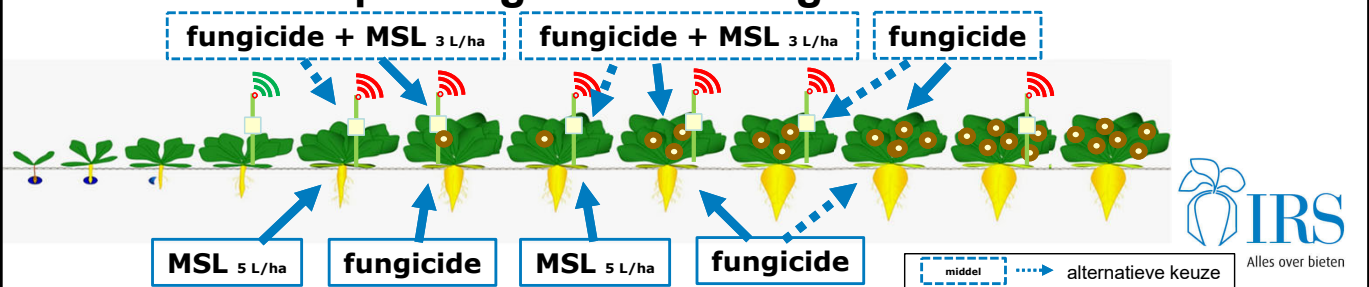 fungicide + MSL 3 L/ha fungicide + MSL 3 L/ha fungicide
MSL 5 L/ha fungicide MSL 5 L/ha fungicide
middel alternatieve keuze
IRS
Alles over bieten